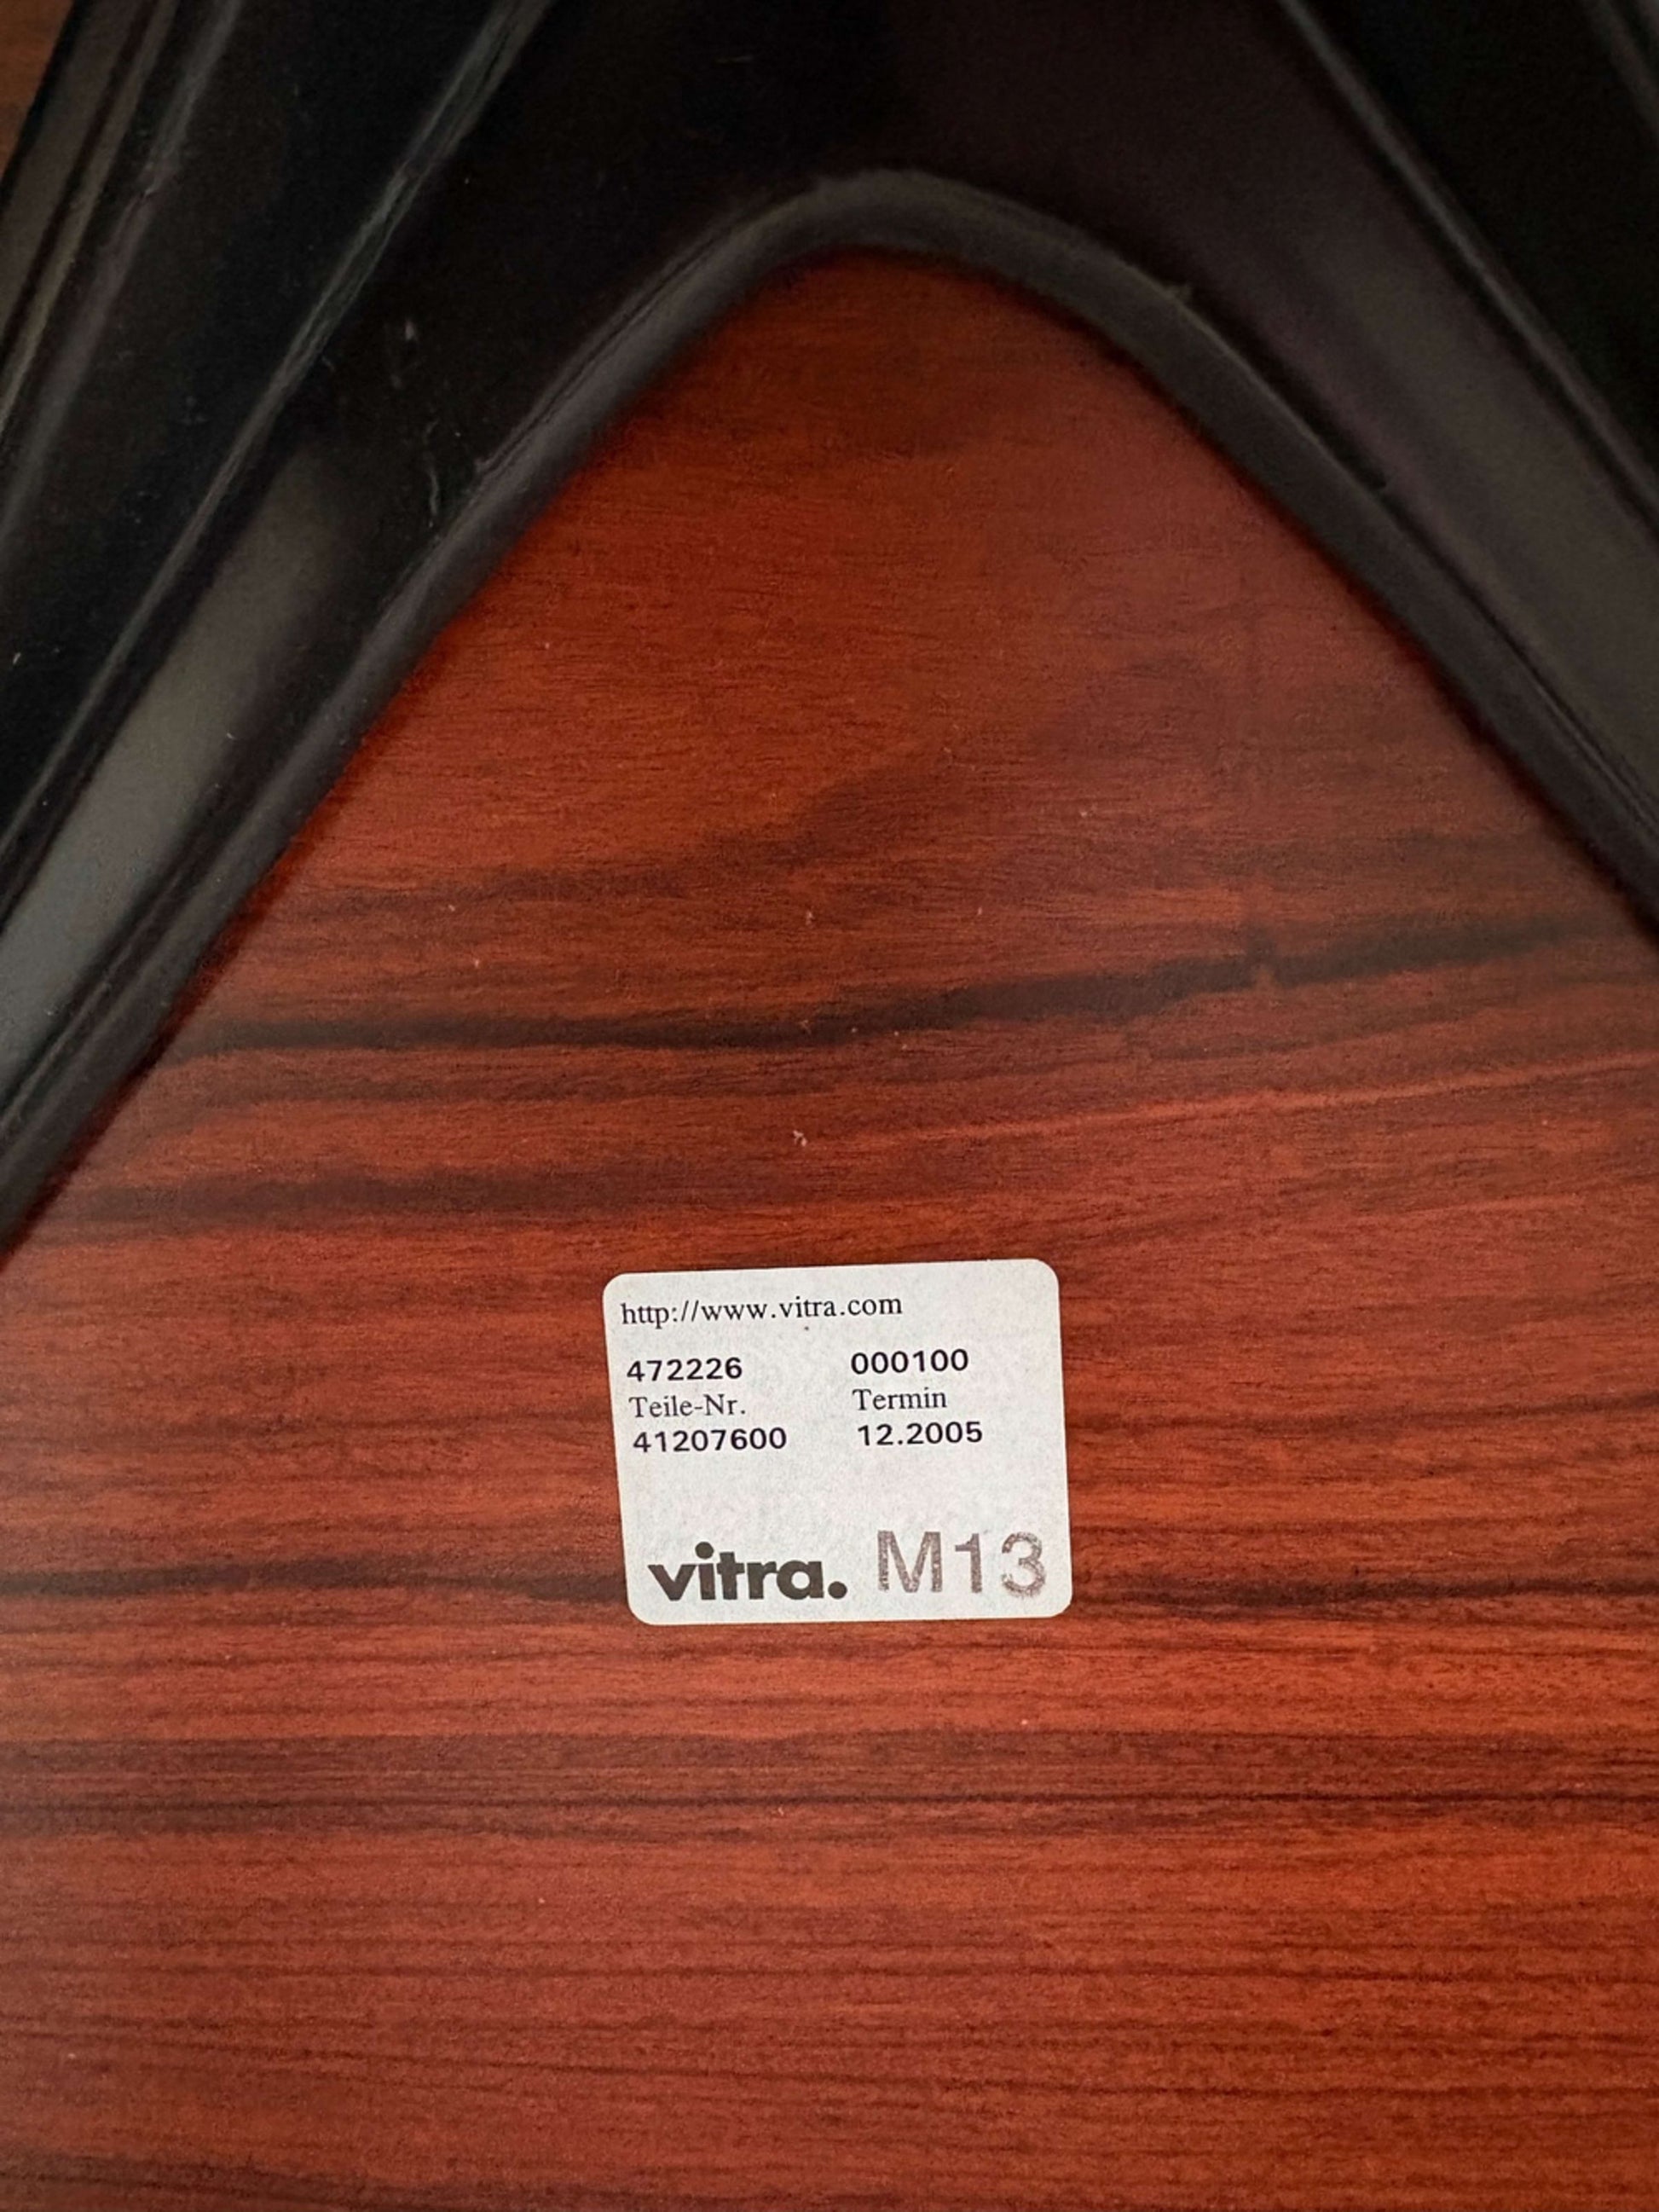 http://www.vitra.com
472226 000100
Teile-Nr. Termin
41207600 12.2005
vitra. M13